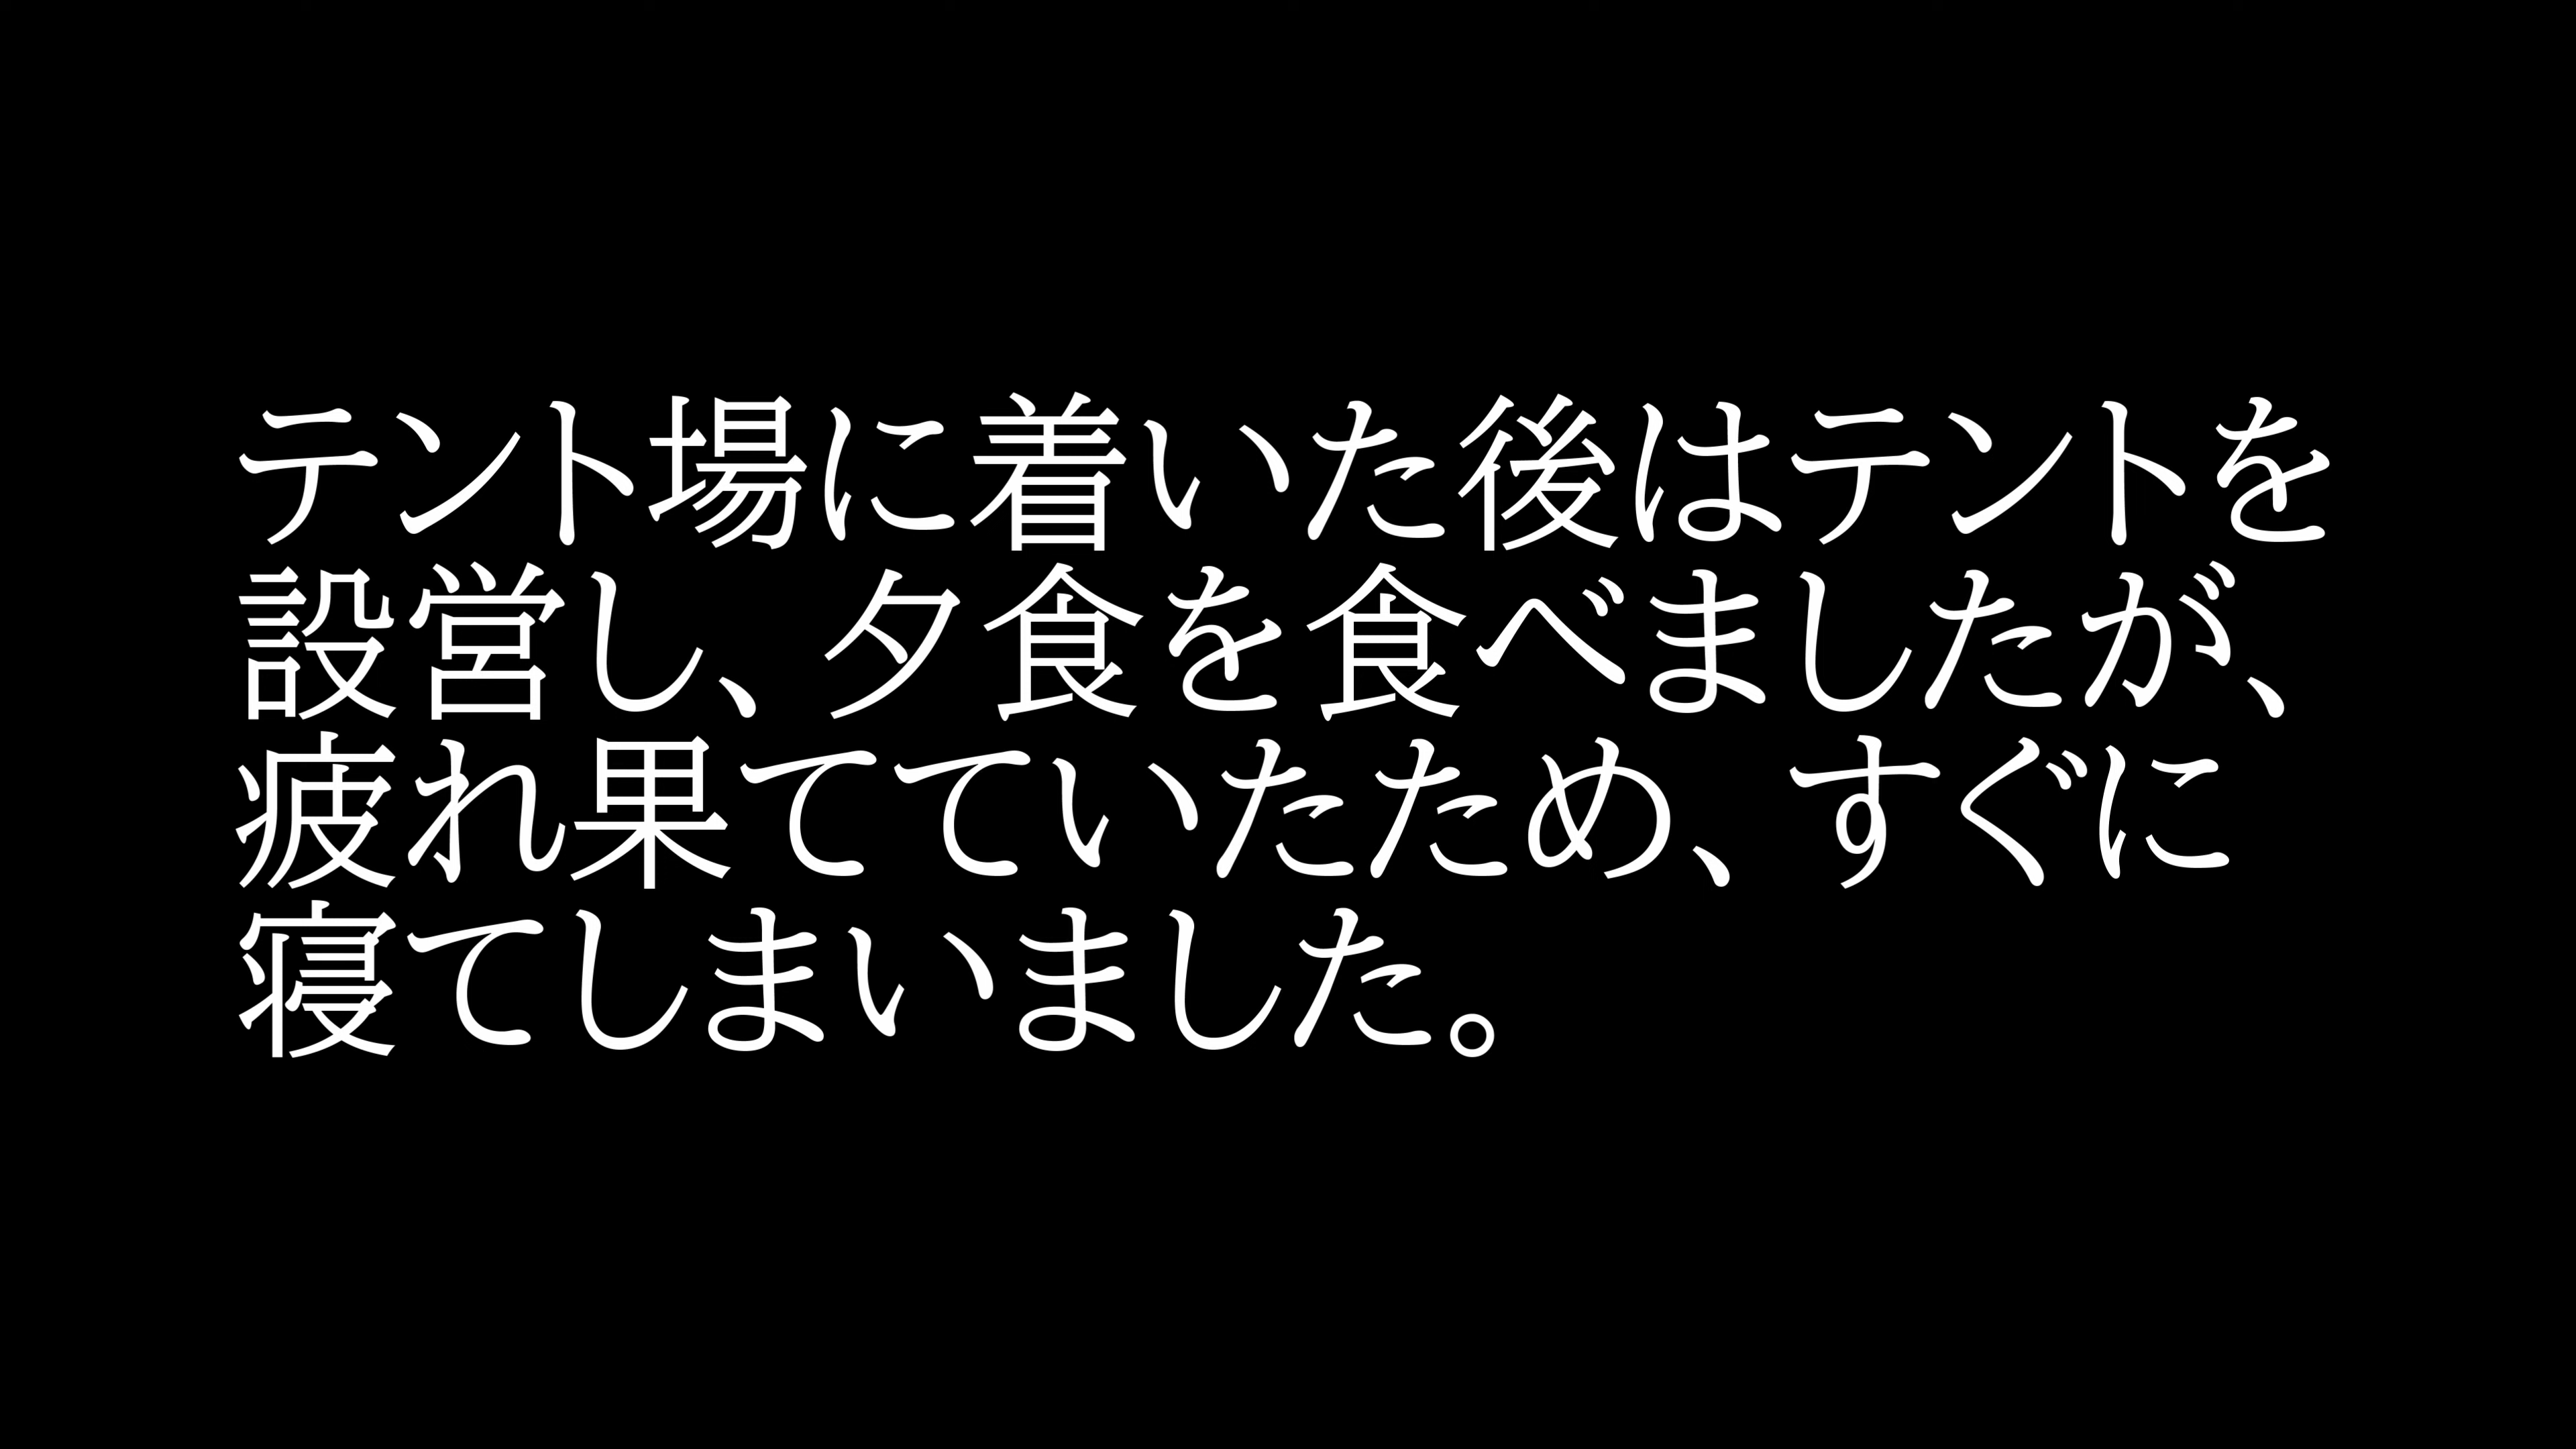 テント場に着いた後はテントを
設営し、夕食を食べましたが、
疲れ果てていたため、すぐに
寝てしまいました。